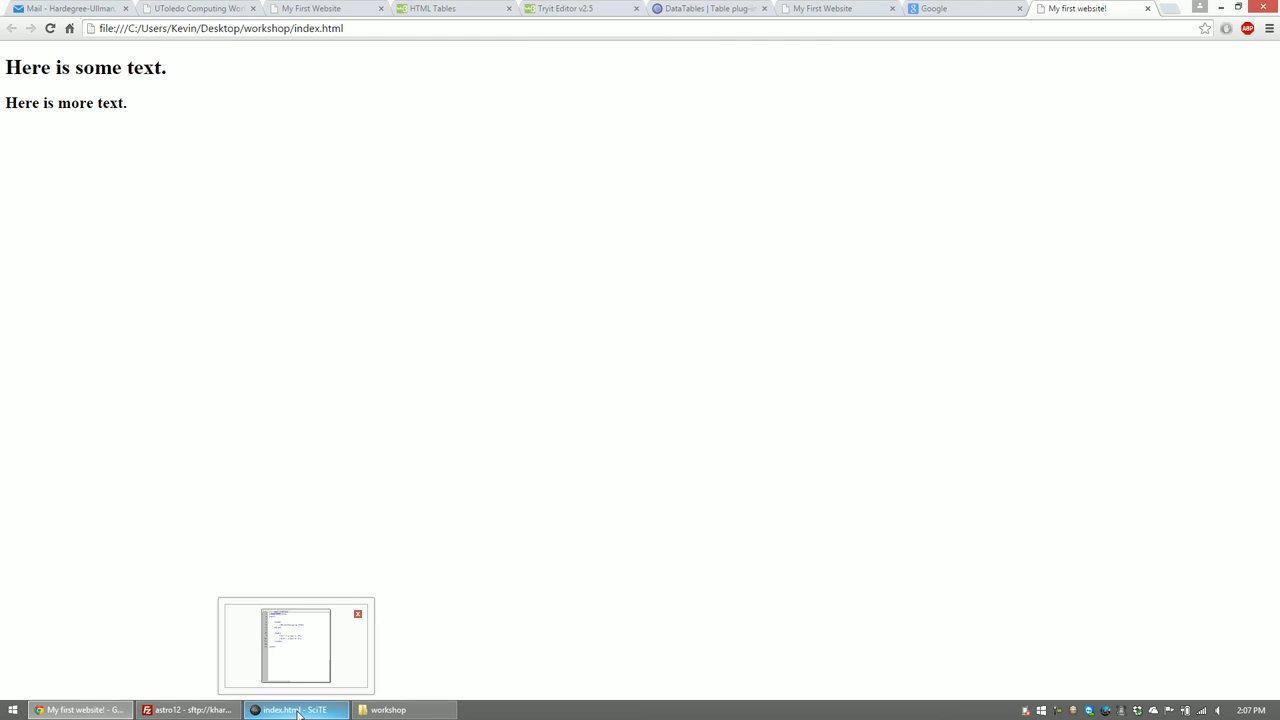 Mail - Hardegree-Ullman
UToledo Computing Wor
My First Website
HTML Tables
Tryit Editor v2.5
DataTables | Table plug-in
My First Website
Google
My first website!
file:///C:/Users/Kevin/Desktop/workshop/index.html
ABP
Here is some text.
Here is more text.
My first website! - G...
astro12 - sftp://khar...
index.html - SciTE
workshop
2:07 PM